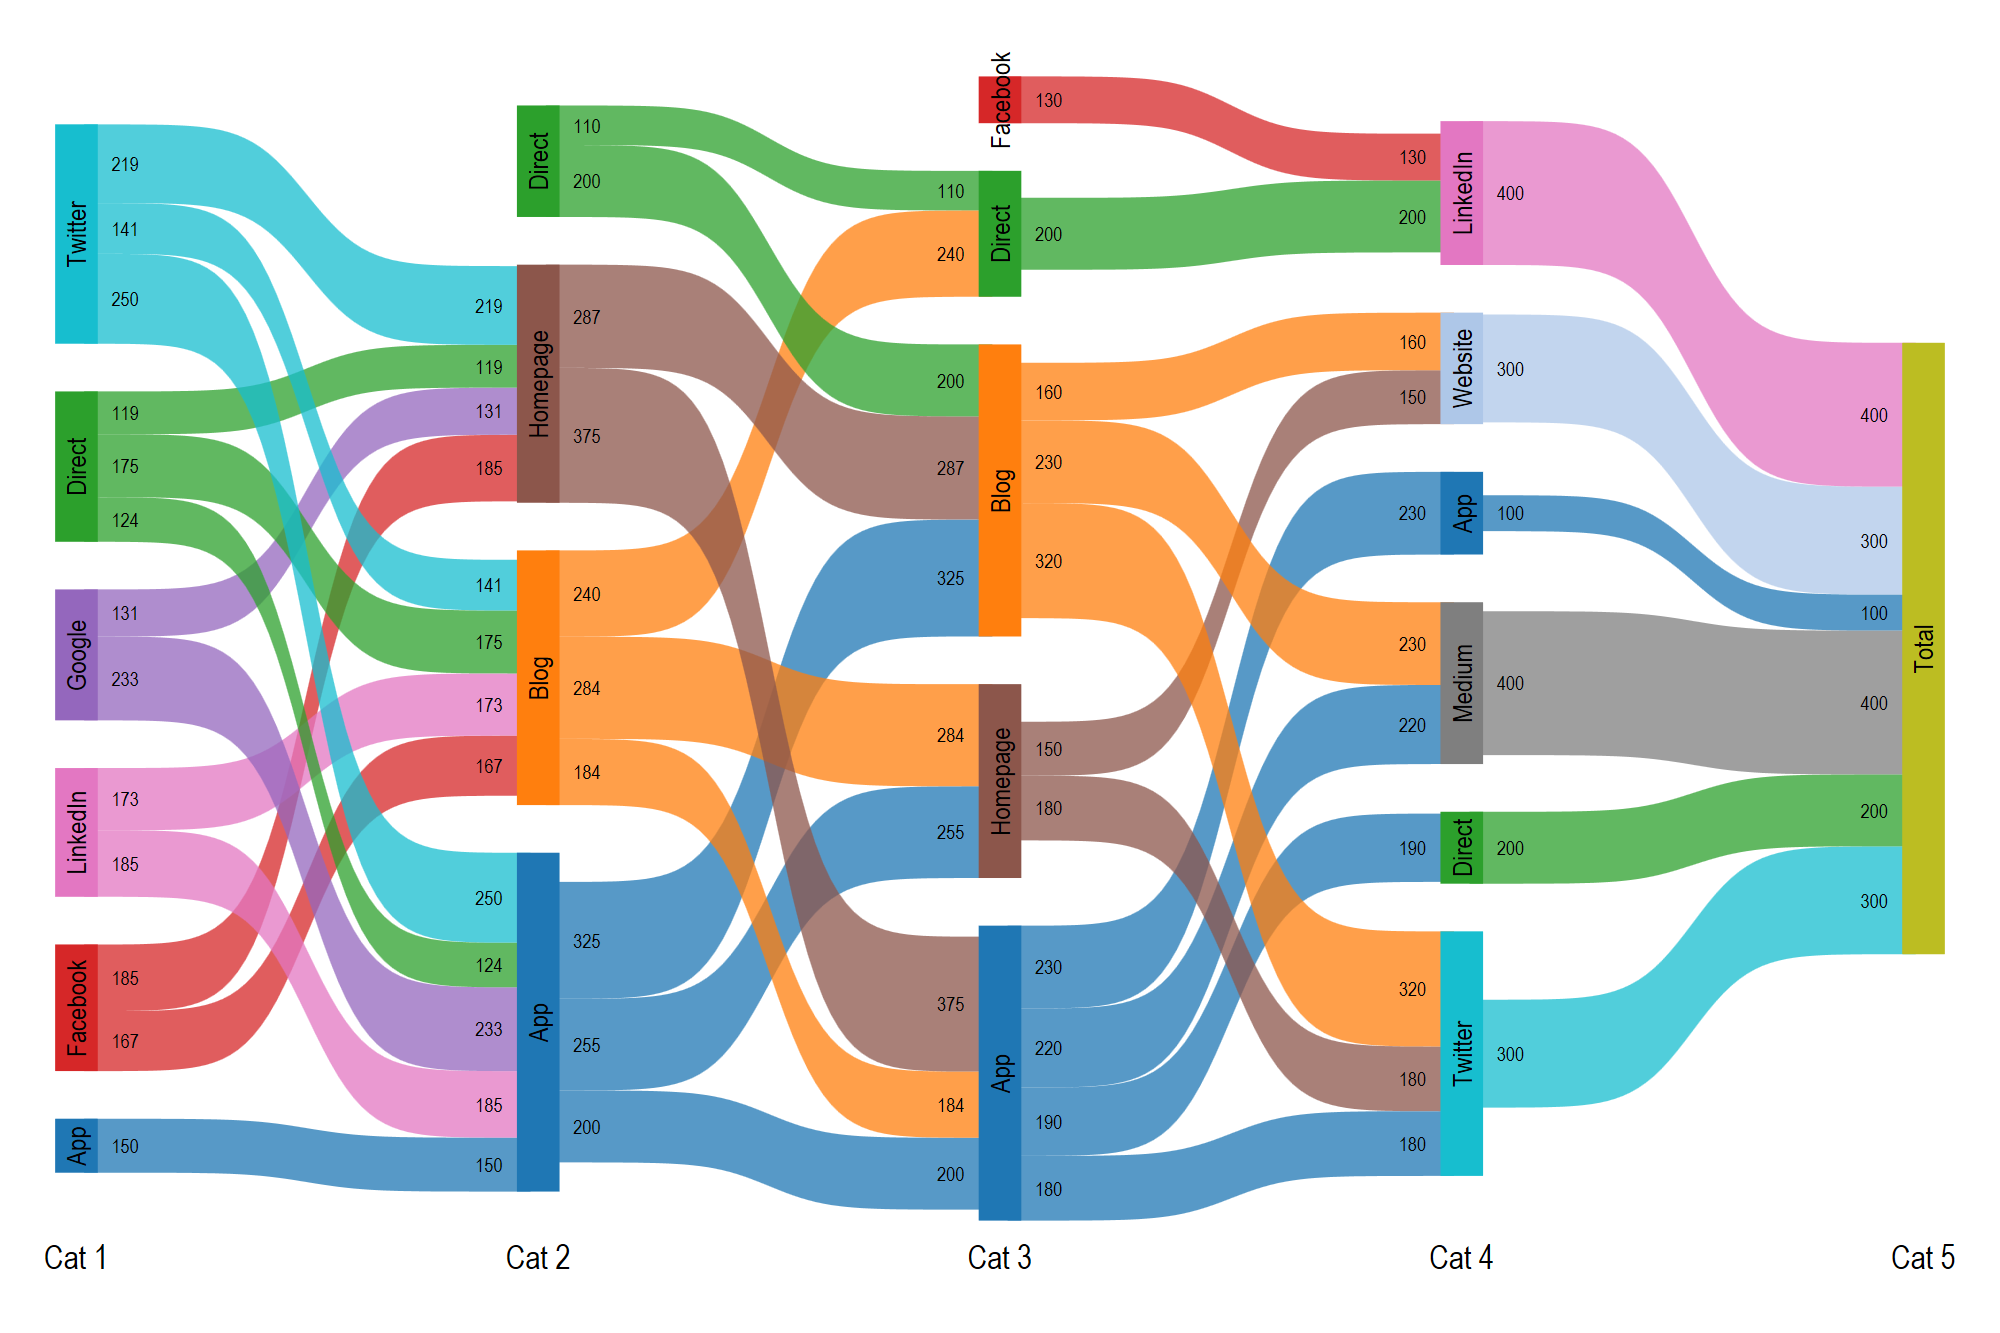 Twitter
219
141
250
Direct
119
175
124
Google
131
233
LinkedIn
173
185
Facebook
185
167
App
150
219
119
131
185
141
175
173
167
250
124
233
185
150
Direct
110
200
Homepage
287
375
Blog
240
284
184
App
325
255
200
110
240
200
287
325
284
255
375
184
200
Facebook
130
Direct
200
Blog
160
230
320
Homepage
150
180
App
230
220
190
180
130
200
160
150
230
230
220
190
320
180
180
LinkedIn
400
Website
300
App
100
Medium
400
Direct
200
Twitter
300
400
300
100
400
200
300
Total
Cat 1
Cat 2
Cat 3
Cat 4
Cat 5